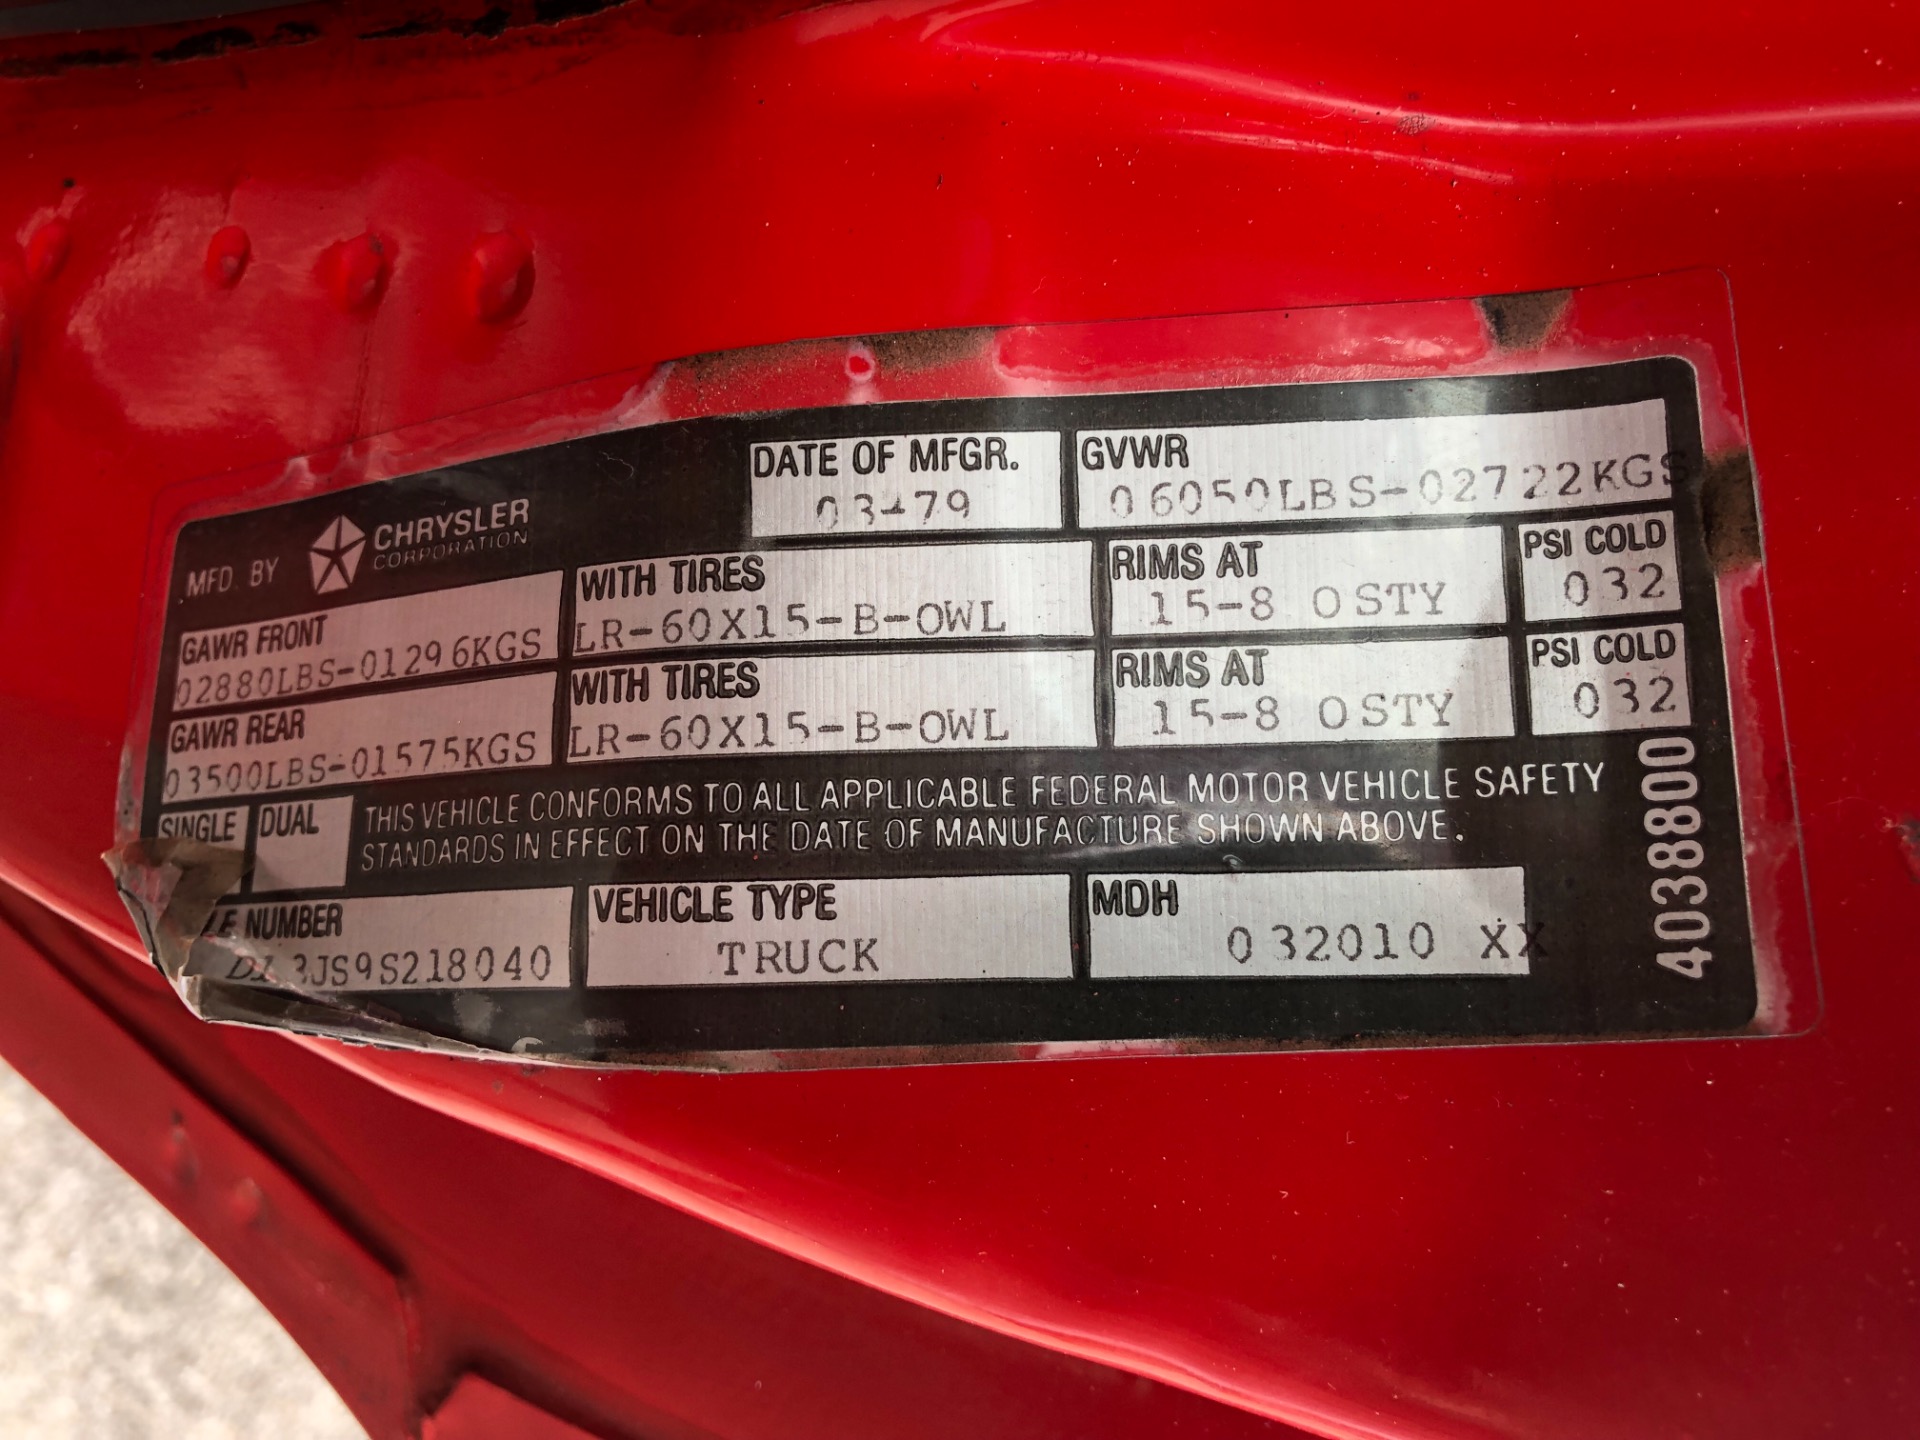 MFD. BY CHRYSLER
CORPORATION
DATE OF MFGR.
03-79
GVWR
06050LBS-02722KGS
GAWR FRONT
02880LBS-01296KGS
WITH TIRES
LR-60X15-B-OWL
RIMS AT
15-8 OSTY
PSI COLD
032
GAWR REAR
03500LBS-01575KGS
WITH TIRES
LR-60X15-B-OWL
RIMS AT
15-8 OSTY
PSI COLD
032
SINGLE
DUAL
THIS VEHICLE CONFORMS TO ALL APPLICABLE FEDERAL MOTOR VEHICLE SAFETY
STANDARDS IN EFFECT ON THE DATE OF MANUFACTURE SHOWN ABOVE.
NUMBER
VEHICLE TYPE
TRUCK
MDH
032010 XX
4038800